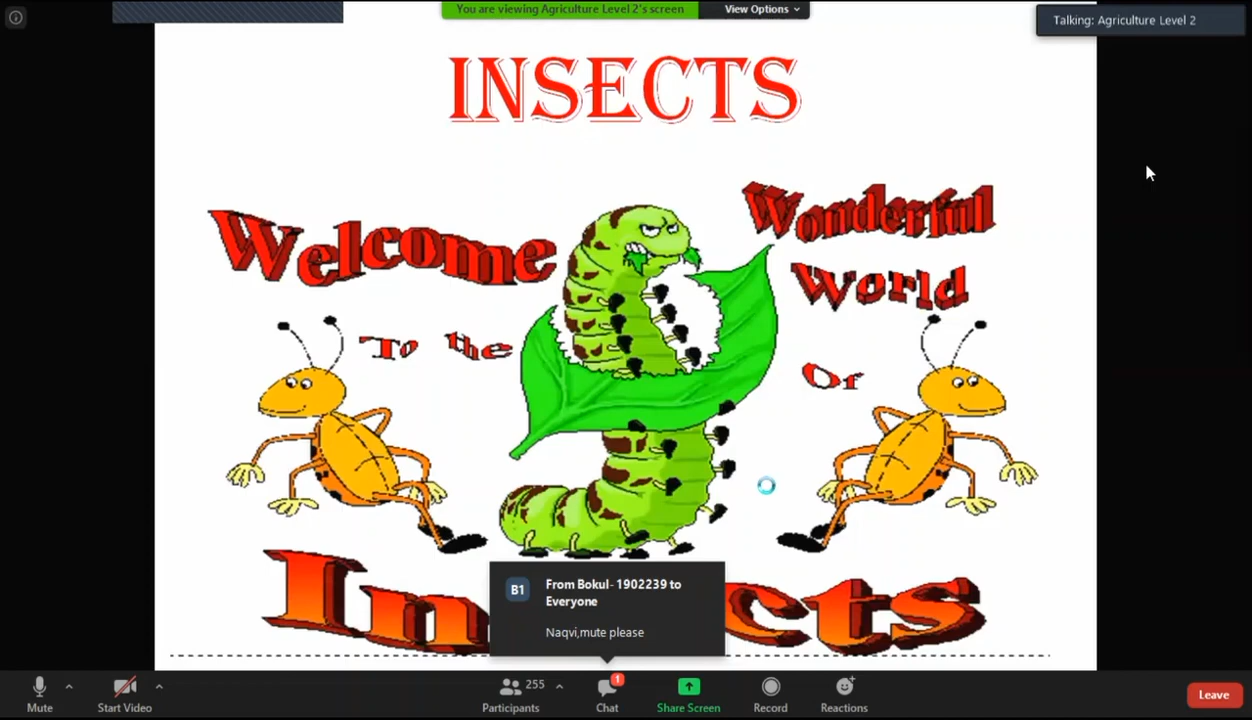 You are viewing Agriculture Level 2's screen
View Options
Talking: Agriculture Level 2
INSECTS
Welcome
To the
Wonderful
World
Of
In cts
B1
From Bokul - 1902239 to
Everyone
Naqvi,mute please
Mute
Start Video
255
Participants
1
Chat
Share Screen
Record
Reactions
Leave